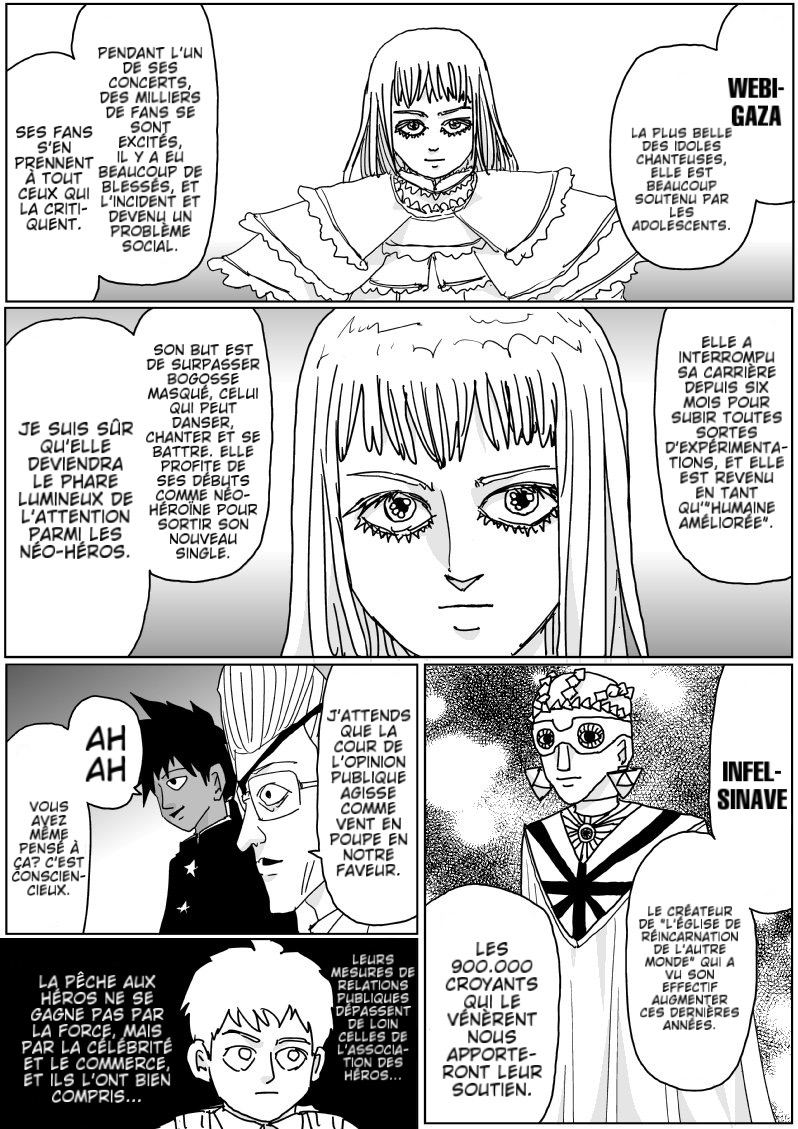 WEBI-
GAZA
LA PLUS BELLE
DES IDOLES
CHANTEUSES,
ELLE EST
BEAUCOUP
SOUTENU PAR
LES
ADOLESCENTS.
PENDANT L'UN
DE SES
CONCERTS,
DES MILLIERS
DE FANS SE
SONT
EXCITÉS,
IL Y A EU
BEAUCOUP DE
BLESSÉS, ET
L'INCIDENT EST
DEVENU UN
PROBLÈME
SOCIAL.
SES FANS
S'EN
PRENNENT
À TOUT
CEUX QUI
LA CRITI-
QUENT.
ELLE A
INTERROMPU
SA CARRIÈRE
DEPUIS SIX
MOIS POUR
SUBIR TOUTES
SORTES
D'EXPÉRIMENTA-
TIONS, ET ELLE
EST REVENU
EN TANT
QU'"HUMAINE
AMÉLIORÉE".
SON BUT EST
DE SURPASSER
BOGOSSE
MASQUÉ, CELUI
QUI PEUT
DANSER,
CHANTER ET SE
BATTRE. ELLE
PROFITE DE
SES DÉBUTS
COMME NÉO-
HÉROÏNE POUR
SORTIR SON
NOUVEAU
SINGLE.
JE SUIS SÛR
QU'ELLE
DEVIENDRA
LE PHARE
LUMINEUX DE
L'ATTENTION
PARMI LES
NÉO-HÉROS.
INFEL-
SINAVE
LE CRÉATEUR
DE "L'ÉGLISE DE
RÉINCARNATION
DE L'AUTRE
MONDE" QUI A
VU SON
EFFECTIF
AUGMENTER
CES DERNIÈRES
ANNÉES.
LES
900.000
CROYANTS
QUI LE
VÉNÈRENT
NOUS
APPORTE-
RONT LEUR
SOUTIEN.
J'ATTENDS
QUE LA
COUR DE
L'OPINION
PUBLIQUE
AGISSE
COMME
VENT EN
POUPE EN
NOTRE
FAVEUR.
AH
AH
VOUS
AVEZ
MÊME
PENSÉ À
ÇA? C'EST
CONSCIEN-
CIEUX.
LEURS
MESURES DE
RELATIONS
PUBLIQUES
DÉPASSENT
DE LOIN
CELLES DE
L'ASSOCIA-
TION DES
HÉROS...
LA PÊCHE AUX
HÉROS NE SE
GAGNE PAS PAR
LA FORCE, MAIS
PAR LA CÉLÉBRITÉ
ET LE COMMERCE,
ET ILS L'ONT BIEN
COMPRIS...